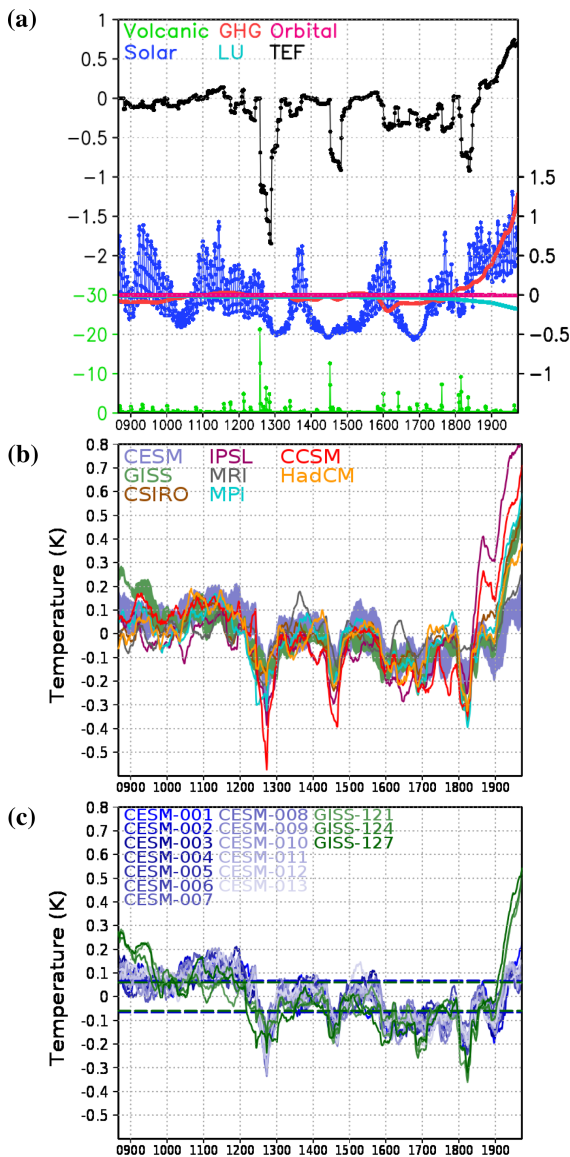 (a)
Volcanic GHG Orbital
Solar LU TEF
1
0
−0.5
−1
−1.5
−2
−30
−20
−10
0
1.5
1
0.5
0
−0.5
−1
0900 1000 1100 1200 1300 1400 1500 1600 1700 1800 1900
(b)
CESM IPSL CCSM
GISS MRI HadCM
CSIRO MPI
Temperature (K)
0.8
0.7
0.6
0.5
0.4
0.3
0.2
0.1
0
-0.1
-0.2
-0.3
-0.4
-0.5
0900 1000 1100 1200 1300 1400 1500 1600 1700 1800 1900
(c)
CESM-001 CESM-008 GISS-121
CESM-002 CESM-009 GISS-124
CESM-003 CESM-010 GISS-127
CESM-004 CESM-011
CESM-005 CESM-012
CESM-006 CESM-013
CESM-007
Temperature (K)
0.8
0.7
0.6
0.5
0.4
0.3
0.2
0.1
0
-0.1
-0.2
-0.3
-0.4
-0.5
0900 1000 1100 1200 1300 1400 1500 1600 1700 1800 1900